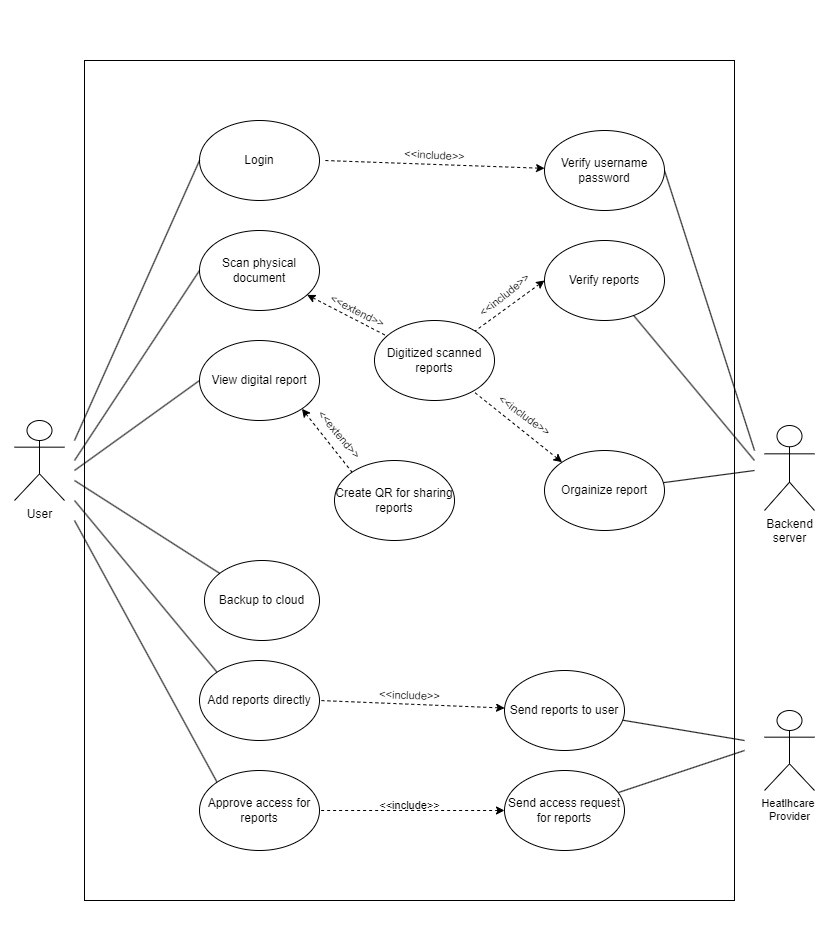 Login
<<include>>
Verify username
password
Scan physical
document
<<extend>>
<<include>>
Verify reports
Digitized scanned
reports
View digital report
<<extend>>
<<include>>
Create QR for sharing
reports
Orgainize report
User
Backend
server
Backup to cloud
Add reports directly
<<include>>
Send reports to user
Approve access for
reports
<<include>>
Send access request
for reports
Heatlhcare
Provider